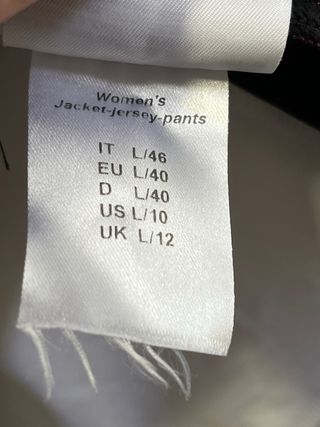 Women's
Jacket-jersey-pants
IT L/46
EU L/40
D L/40
US L/10
UK L/12